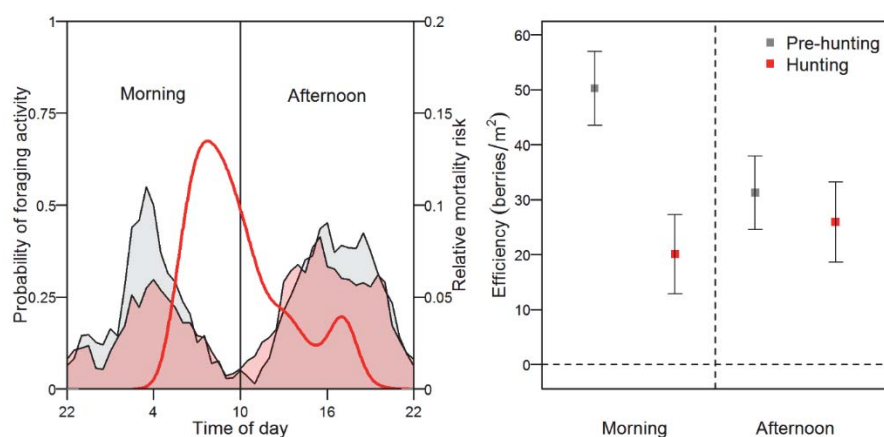 1
0.75
0.5
0.25
0
Probability of foraging activity
Morning
Afternoon
0.2
0.15
0.1
0.05
0
Relative mortality risk
22
4
10
16
22
Time of day
60
50
40
30
20
10
0
Efficiency (berries/m²)
Pre-hunting
Hunting
Morning
Afternoon